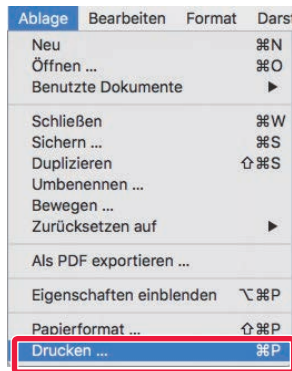 Ablage Bearbeiten Format Dars
Neu ⌘N
Öffnen ... ⌘O
Benutzte Dokumente ▶
Schließen ⌘W
Sichern ... ⌘S
Duplizieren ⇧⌘S
Umbenennen ...
Bewegen ...
Zurücksetzen auf ▶
Als PDF exportieren ...
Eigenschaften einblenden ⌥⌘P
Papierformat ... ⇧⌘P
Drucken ... ⌘P